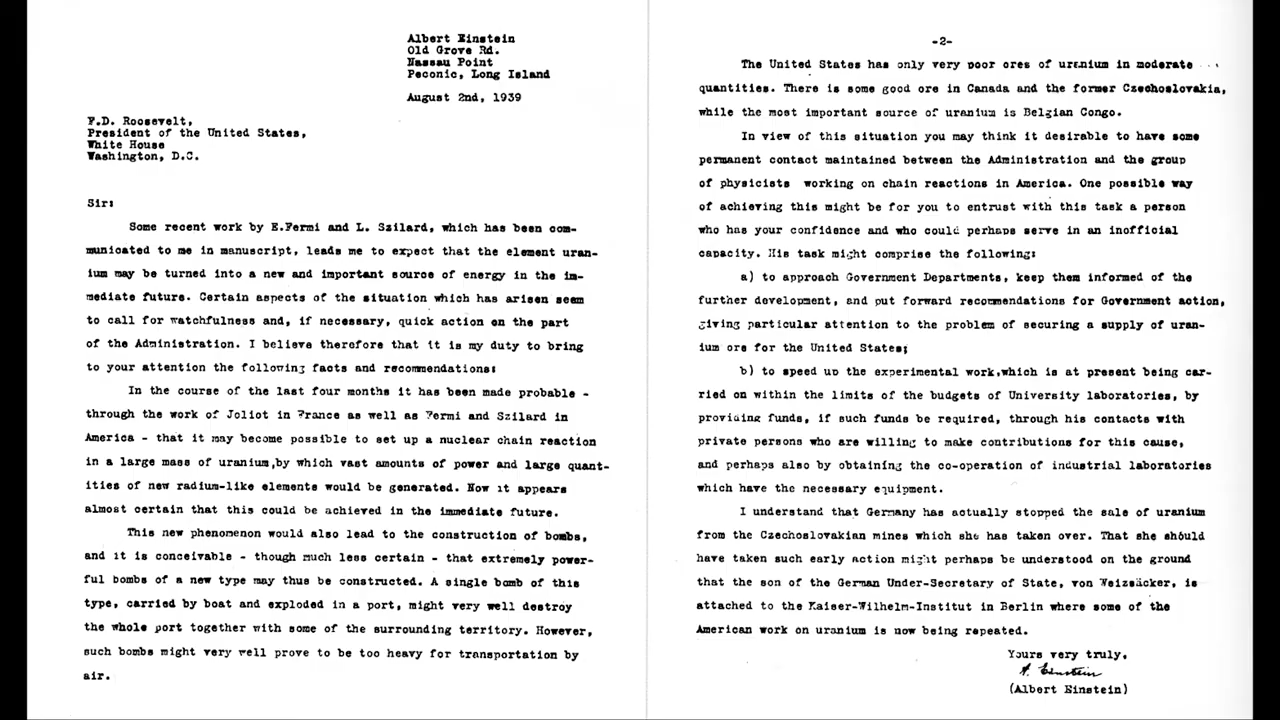 Albert Einstein
Old Grove Rd.
Nassau Point
Peconic, Long Island
August 2nd, 1939
F.D. Roosevelt,
President of the United States,
White House
Washington, D.C.
Sir:
Some recent work by E.Fermi and L. Szilard, which has been com-
municated to me in manuscript, leads me to expect that the element uran-
ium may be turned into a new and important source of energy in the im-
mediate future. Certain aspects of the situation which has arisen seem
to call for watchfulness and, if necessary, quick action on the part
of the Administration. I believe therefore that it is my duty to bring
to your attention the following facts and recommendations:
In the course of the last four months it has been made probable -
through the work of Joliot in France as well as Fermi and Szilard in
America - that it may become possible to set up a nuclear chain reaction
in a large mass of uranium,by which vast amounts of power and large quant-
ities of new radium-like elements would be generated. Now it appears
almost certain that this could be achieved in the immediate future.
This new phenomenon would also lead to the construction of bombs,
and it is conceivable - though much less certain - that extremely power-
ful bombs of a new type may thus be constructed. A single bomb of this
type, carried by boat and exploded in a port, might very well destroy
the whole port together with some of the surrounding territory. However,
such bombs might very well prove to be too heavy for transportation by
air.
-2-
The United States has only very poor ores of uranium in moderate
quantities. There is some good ore in Canada and the former Czechoslovakia,
while the most important source of uranium is Belgian Congo.
In view of this situation you may think it desirable to have some
permanent contact maintained between the Administration and the group
of physicists working on chain reactions in America. One possible way
of achieving this might be for you to entrust with this task a person
who has your confidence and who could perhaps serve in an inofficial
capacity. His task might comprise the following:
a) to approach Government Departments, keep them informed of the
further development, and put forward recommendations for Government action,
giving particular attention to the problem of securing a supply of uran-
ium ore for the United States;
b) to speed up the experimental work,which is at present being car-
ried on within the limits of the budgets of University laboratories, by
providing funds, if such funds be required, through his contacts with
private persons who are willing to make contributions for this cause,
and perhaps also by obtaining the co-operation of industrial laboratories
which have the necessary equipment.
I understand that Germany has actually stopped the sale of uranium
from the Czechoslovakian mines which she has taken over. That she should
have taken such early action might perhaps be understood on the ground
that the son of the German Under-Secretary of State, von Weizsäcker, is
attached to the Kaiser-Wilhelm-Institut in Berlin where some of the
American work on uranium is now being repeated.
Yours very truly,
A. Einstein
(Albert Einstein)